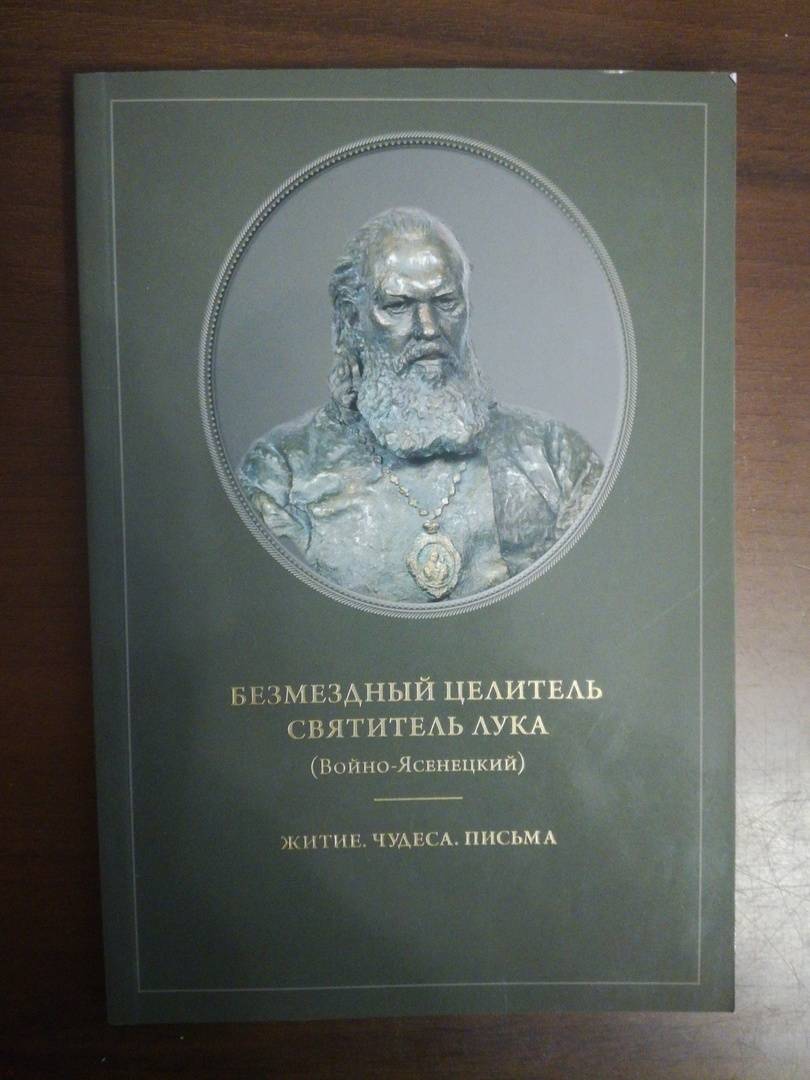 БЕЗМЕЗДНЫЙ ЦЕЛИТЕЛЬ
СВЯТИТЕЛЬ ЛУКА
(Войно-Ясенецкий)
ЖИТИЕ. ЧУДЕСА. ПИСЬМА